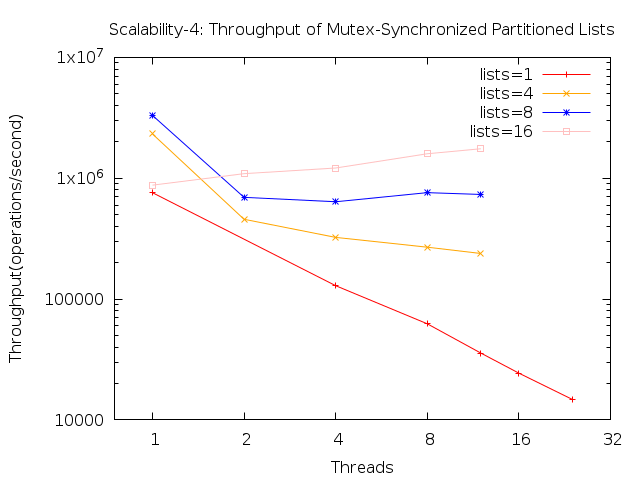 Scalability-4: Throughput of Mutex-Synchronized Partitioned Lists
1x10^7
lists=1
lists=4
lists=8
lists=16
1x10^6
100000
10000
Throughput(operations/second)
1 2 4 8 16 32
Threads